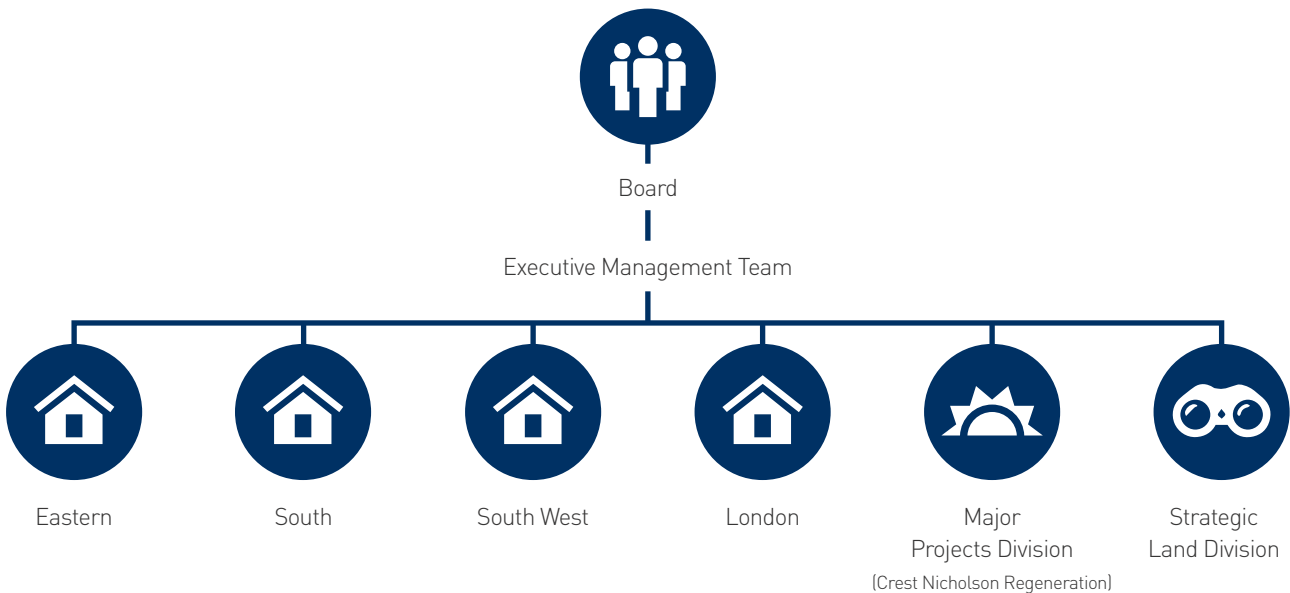 Board
Executive Management Team
Eastern
South
South West
London
Major
Projects Division
(Crest Nicholson Regeneration)
Strategic
Land Division